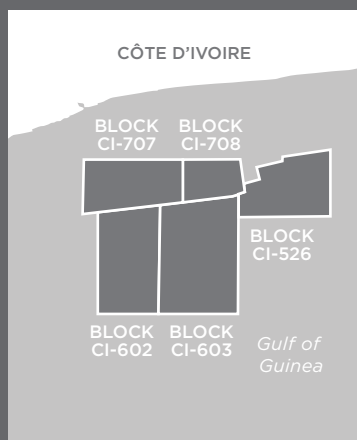 CÔTE D'IVOIRE
BLOCK
CI-707
BLOCK
CI-708
BLOCK
CI-526
BLOCK
CI-602
BLOCK
CI-603
Gulf of
Guinea